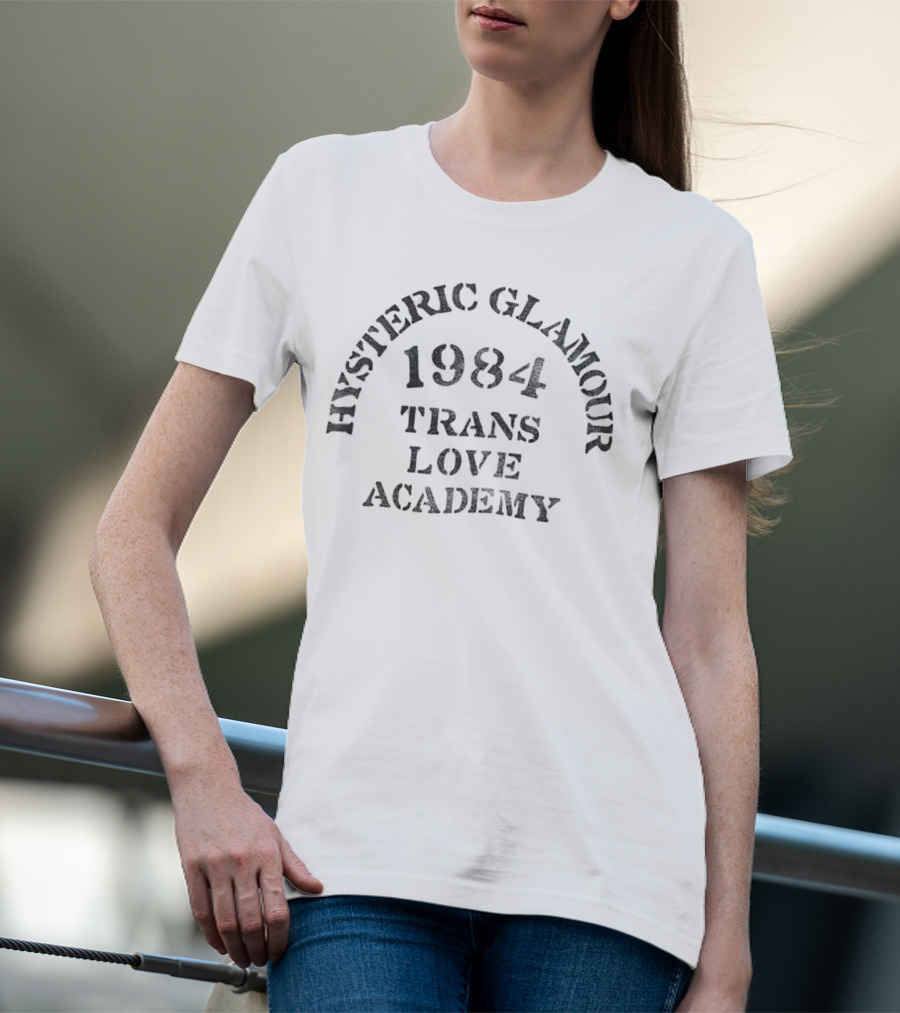 HYSTERIC GLAMOUR
1984
TRANS
LOVE
ACADEMY